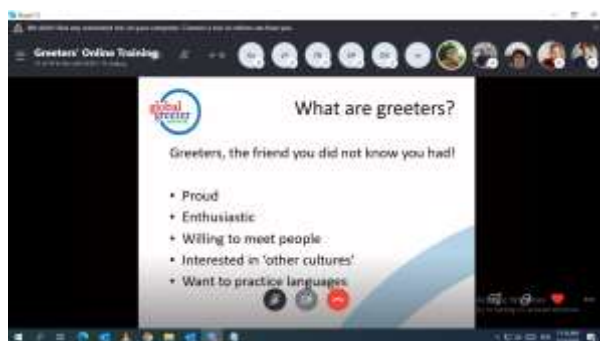 Greeters' Online Training
global
greeter
What are greeters?
Greeters, the friend you did not know you had!
• Proud
• Enthusiastic
• Willing to meet people
• Interested in 'other cultures'
• Want to practice languages